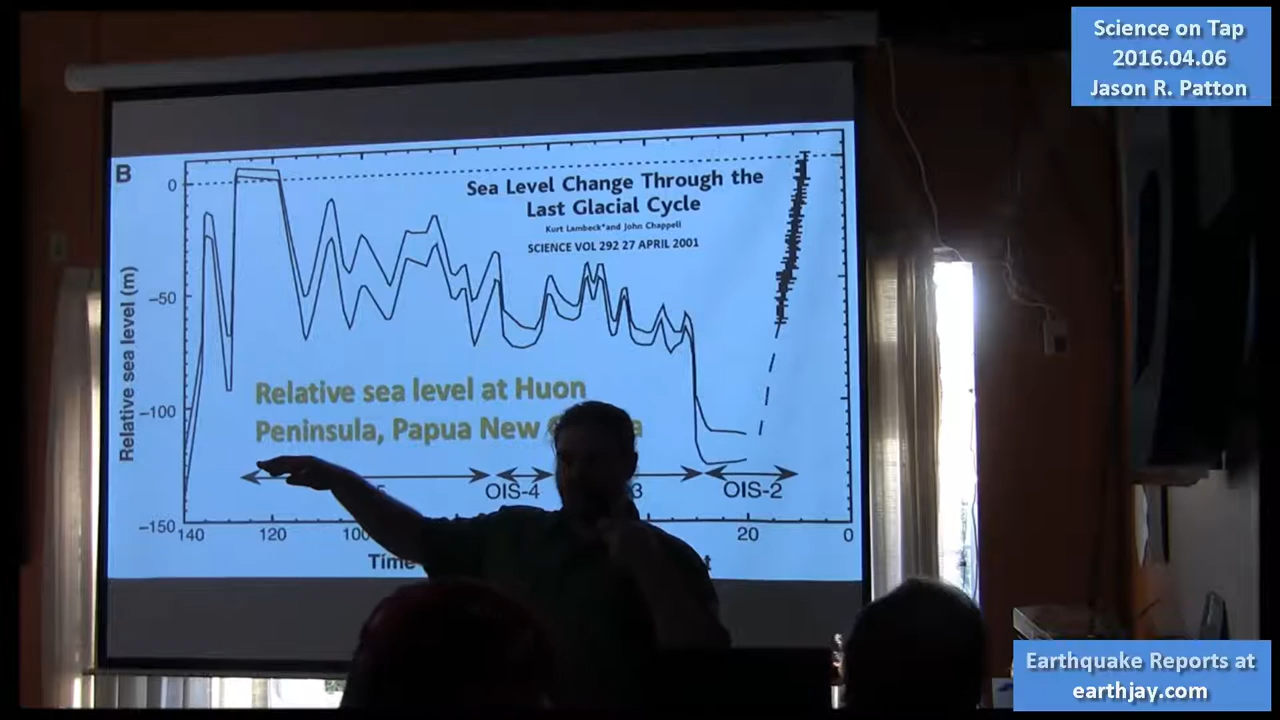 Science on Tap
2016.04.06
Jason R. Patton
B
Sea Level Change Through the
Last Glacial Cycle
Kurt Lambeck*and John Chappell
SCIENCE VOL 292 27 APRIL 2001
0
−50
−100
−150
Relative sea level (m)
Relative sea level at Huon
Peninsula, Papua New
OIS-4
3
OIS-2
140
120
20
0
Earthquake Reports at
earthjay.com